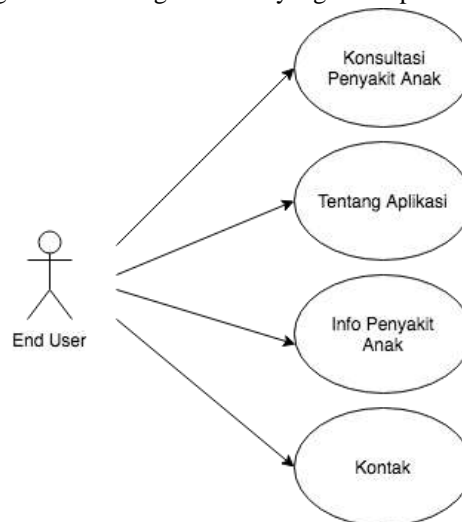 Konsultasi
Penyakit Anak
Tentang Aplikasi
End User
Info Penyakit
Anak
Kontak